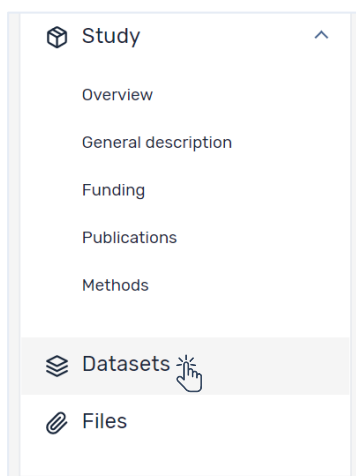 Study
Overview
General description
Funding
Publications
Methods
Datasets
Files